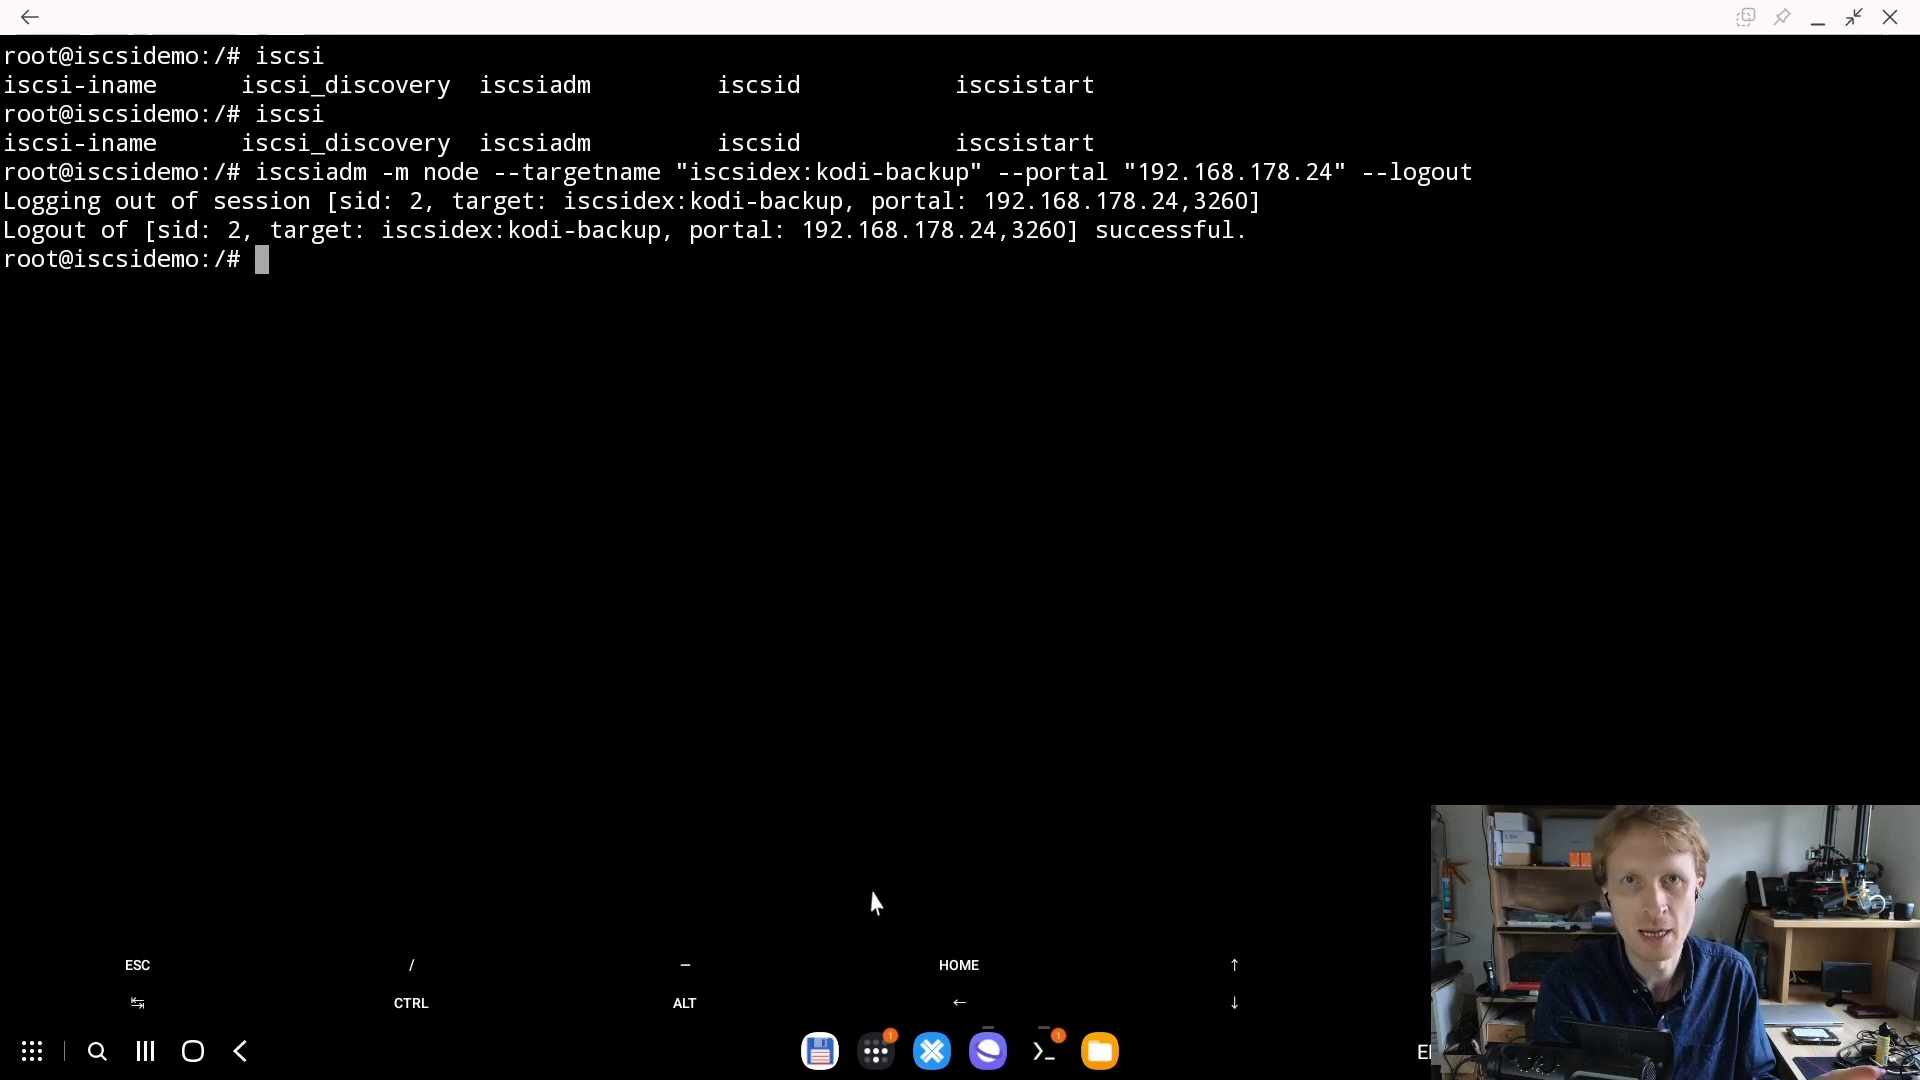 root@iscsidemo:/# iscsi
iscsi-iname iscsi_discovery iscsiadm iscsid iscsistart
root@iscsidemo:/# iscsi
iscsi-iname iscsi_discovery iscsiadm iscsid iscsistart
root@iscsidemo:/# iscsiadm -m node --targetname "iscsidex:kodi-backup" --portal "192.168.178.24" --logout
Logging out of session [sid: 2, target: iscsidex:kodi-backup, portal: 192.168.178.24,3260]
Logout of [sid: 2, target: iscsidex:kodi-backup, portal: 192.168.178.24,3260] successful.
root@iscsidemo:/#
ESC / — HOME ↑
↹ CTRL ALT ← ↓
1 1